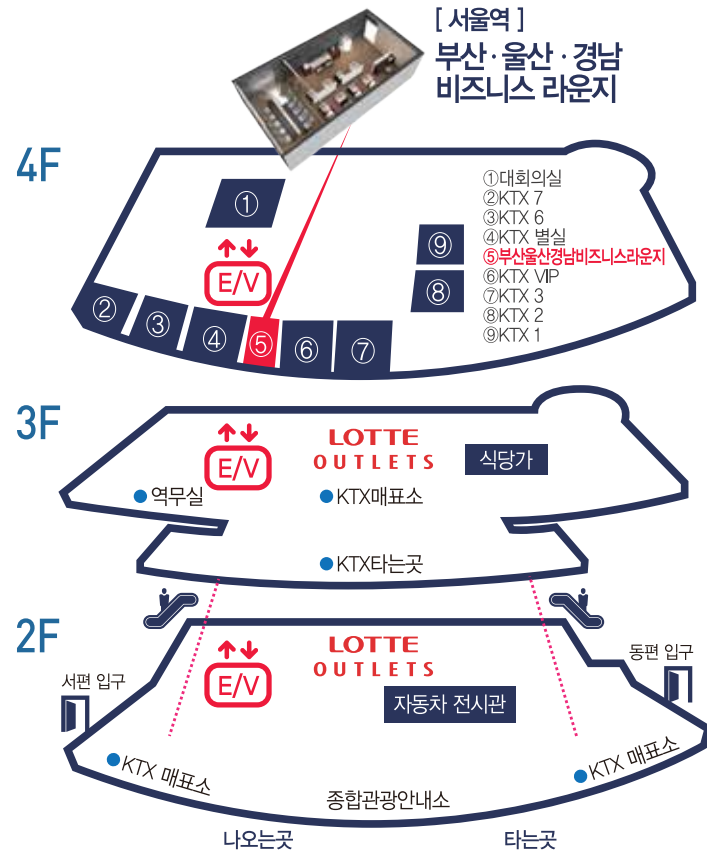 [ 서울역 ]
부산·울산·경남
비즈니스 라운지
4F
①
E/V
②
③
④
⑤
⑥
⑦
⑨
⑧
①대회의실
②KTX 7
③KTX 6
④KTX 별실
⑤부산울산경남비즈니스라운지
⑥KTX VIP
⑦KTX 3
⑧KTX 2
⑨KTX 1
3F
E/V
LOTTE
OUTLETS
식당가
역무실
KTX매표소
KTX타는곳
2F
E/V
LOTTE
OUTLETS
자동차 전시관
서편 입구
동편 입구
KTX 매표소
KTX 매표소
종합관광안내소
나오는곳
타는곳